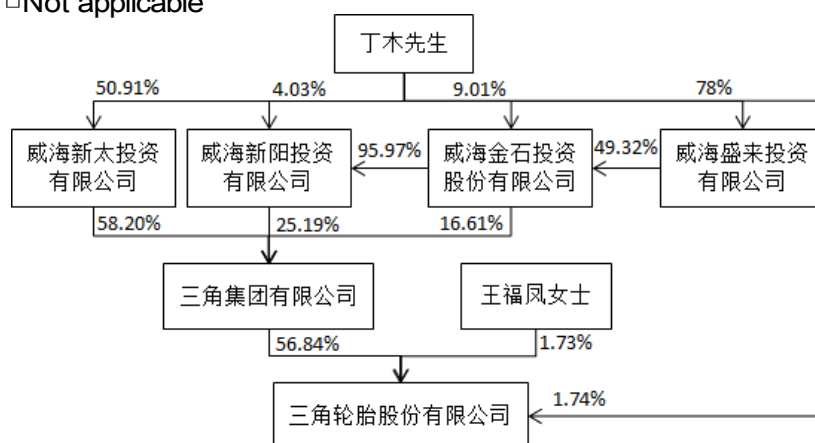 □Not applicable
丁木先生
50.91%
4.03%
9.01%
78%
威海新太投资
有限公司
威海新阳投资
有限公司
95.97%
威海金石投资
股份有限公司
49.32%
威海盛来投资
有限公司
58.20%
25.19%
16.61%
三角集团有限公司
王福凤女士
56.84%
1.73%
三角轮胎股份有限公司
1.74%